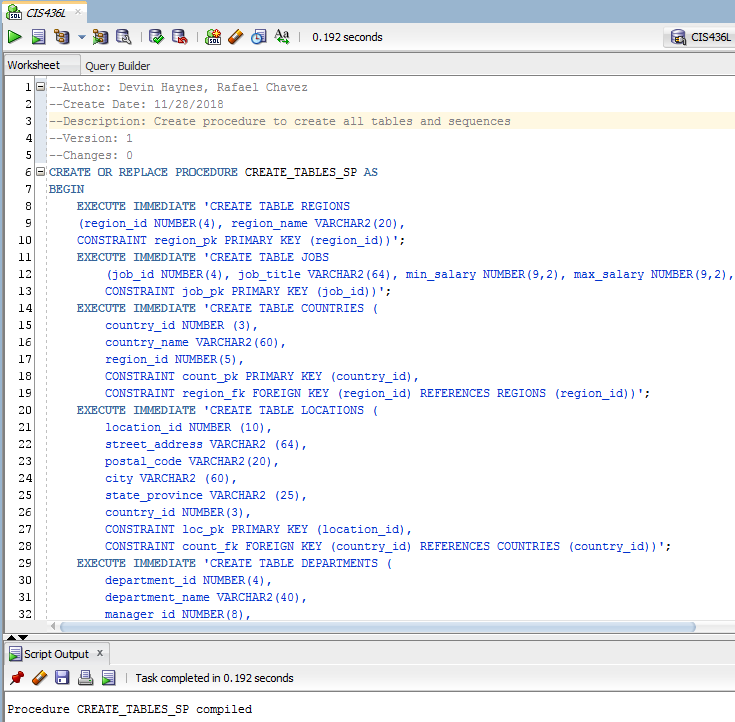 CIS436L
SQL
0.192 seconds
CIS436L
Worksheet Query Builder
1 --Author: Devin Haynes, Rafael Chavez
2 --Create Date: 11/28/2018
3 --Description: Create procedure to create all tables and sequences
4 --Version: 1
5 --Changes: 0
6 CREATE OR REPLACE PROCEDURE CREATE_TABLES_SP AS
7 BEGIN
8 EXECUTE IMMEDIATE 'CREATE TABLE REGIONS
9 (region_id NUMBER(4), region_name VARCHAR2(20),
10 CONSTRAINT region_pk PRIMARY KEY (region_id))';
11 EXECUTE IMMEDIATE 'CREATE TABLE JOBS
12 (job_id NUMBER(4), job_title VARCHAR2(64), min_salary NUMBER(9,2), max_salary NUMBER(9,2),
13 CONSTRAINT job_pk PRIMARY KEY (job_id))';
14 EXECUTE IMMEDIATE 'CREATE TABLE COUNTRIES (
15 country_id NUMBER (3),
16 country_name VARCHAR2(60),
17 region_id NUMBER(5),
18 CONSTRAINT count_pk PRIMARY KEY (country_id),
19 CONSTRAINT region_fk FOREIGN KEY (region_id) REFERENCES REGIONS (region_id))';
20 EXECUTE IMMEDIATE 'CREATE TABLE LOCATIONS (
21 location_id NUMBER (10),
22 street_address VARCHAR2 (64),
23 postal_code VARCHAR2(20),
24 city VARCHAR2 (60),
25 state_province VARCHAR2 (25),
26 country_id NUMBER(3),
27 CONSTRAINT loc_pk PRIMARY KEY (location_id),
28 CONSTRAINT count_fk FOREIGN KEY (country_id) REFERENCES COUNTRIES (country_id))';
29 EXECUTE IMMEDIATE 'CREATE TABLE DEPARTMENTS (
30 department_id NUMBER(4),
31 department_name VARCHAR2(40),
32 manager_id NUMBER(8),
Script Output x
Task completed in 0.192 seconds
Procedure CREATE_TABLES_SP compiled